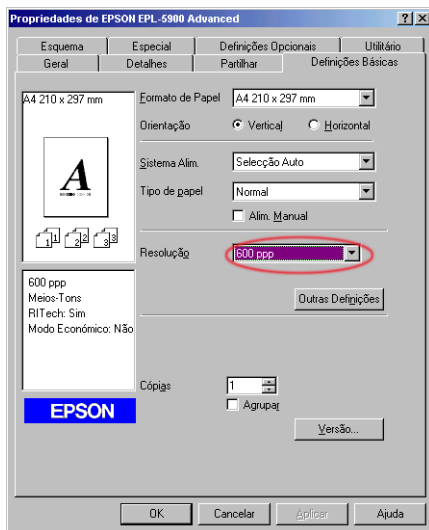 Propriedades de EPSON EPL-5900 Advanced
Esquema Especial Definições Opcionais Utilitário
Geral Detalhes Partilhar Definições Básicas
A4 210 x 297 mm
Formato de Papel A4 210 x 297 mm
Orientação Vertical Horizontal
A
Sistema Alim. Selecção Auto
Tipo de papel Normal
Alim. Manual
1 1 2 2 3 3
Resolução 600 ppp
600 ppp
Meios-Tons
RITech: Sim
Modo Económico: Não
Outras Definições
Cópias 1
Agrupar
EPSON
Versão...
OK Cancelar Aplicar Ajuda